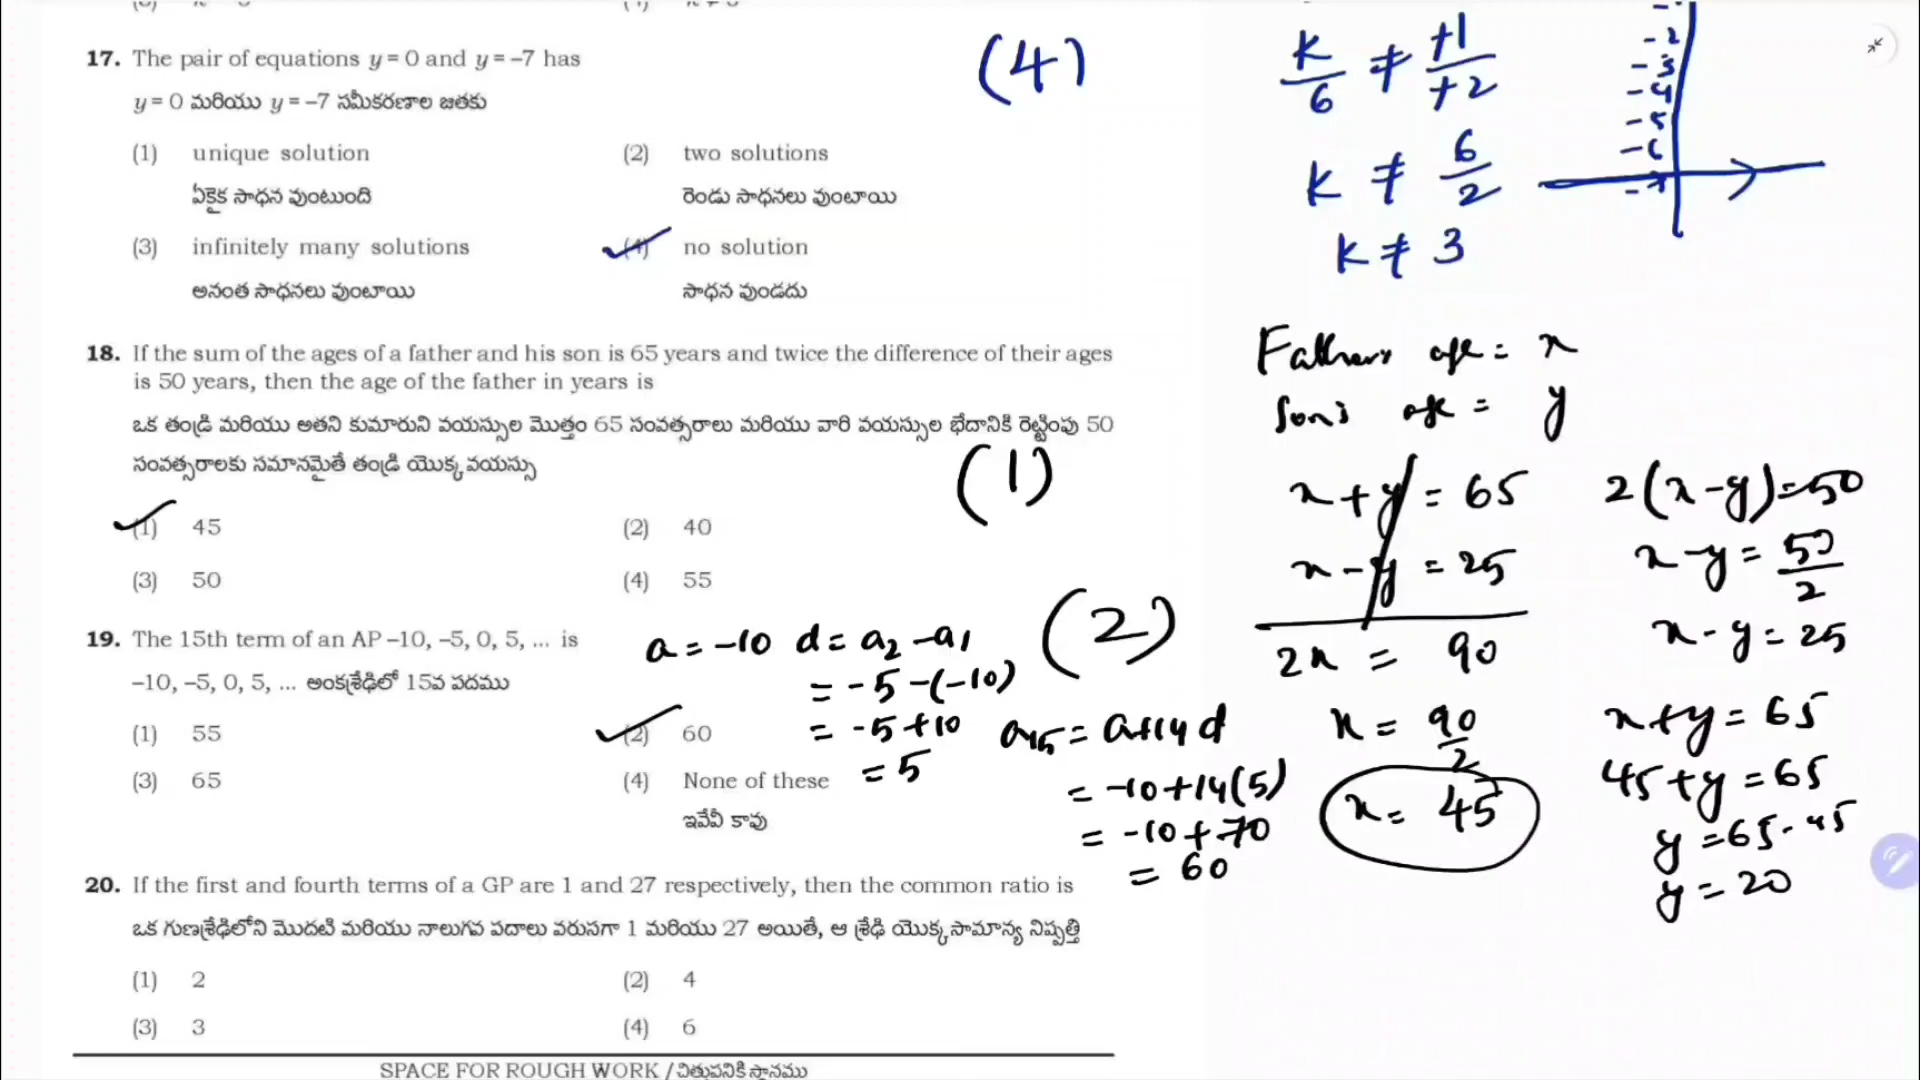 17. The pair of equations y = 0 and y = –7 has
y = 0 మరియు y = –7 సమీకరణాల జతకు
(1) unique solution (2) two solutions
ఏకైక సాధన వుంటుంది రెండు సాధనలు వుంటాయి
(3) infinitely many solutions (4) no solution
అనంత సాధనలు వుంటాయి సాధన వుండదు
(4)
18. If the sum of the ages of a father and his son is 65 years and twice the difference of their ages
is 50 years, then the age of the father in years is
ఒక తండ్రి మరియు అతని కుమారుని వయస్సుల మొత్తం 65 సంవత్సరాలు మరియు వారి వయస్సుల భేదానికి రెట్టింపు 50
సంవత్సరాలకు సమానమైతే తండ్రి యొక్క వయస్సు
(1)
(1) 45 (2) 40
(3) 50 (4) 55
19. The 15th term of an AP –10, –5, 0, 5, ... is
–10, –5, 0, 5, ... అంకశ్రేఢిలో 15వ పదము
(1) 55 (2) 60
(3) 65 (4) None of these
ఇవేవీ కావు
a = -10 d = a2 - a1
= -5 - (-10)
= -5 + 10
= 5
(2)
a15 = a+14d
= -10+14(5)
= -10+70
= 60
20. If the first and fourth terms of a GP are 1 and 27 respectively, then the common ratio is
ఒక గుణశ్రేఢిలోని మొదటి మరియు నాలుగవ పదాలు వరుసగా 1 మరియు 27 అయితే, ఆ శ్రేఢి యొక్క సామాన్య నిష్పత్తి
(1) 2 (2) 4
(3) 3 (4) 6
SPACE FOR ROUGH WORK / చిత్తుపనికి స్థానము
k/6 ≠ +1/+2
k ≠ 6/2
k ≠ 3
-2
-3
-4
-5
-6
-7
Father's age = x
Son's age = y
x + y = 65
x - y = 25
2x = 90
x = 90/2
x = 45
2(x-y)=50
x-y = 50/2
x-y = 25
x+y = 65
45+y = 65
y = 65-45
y = 20